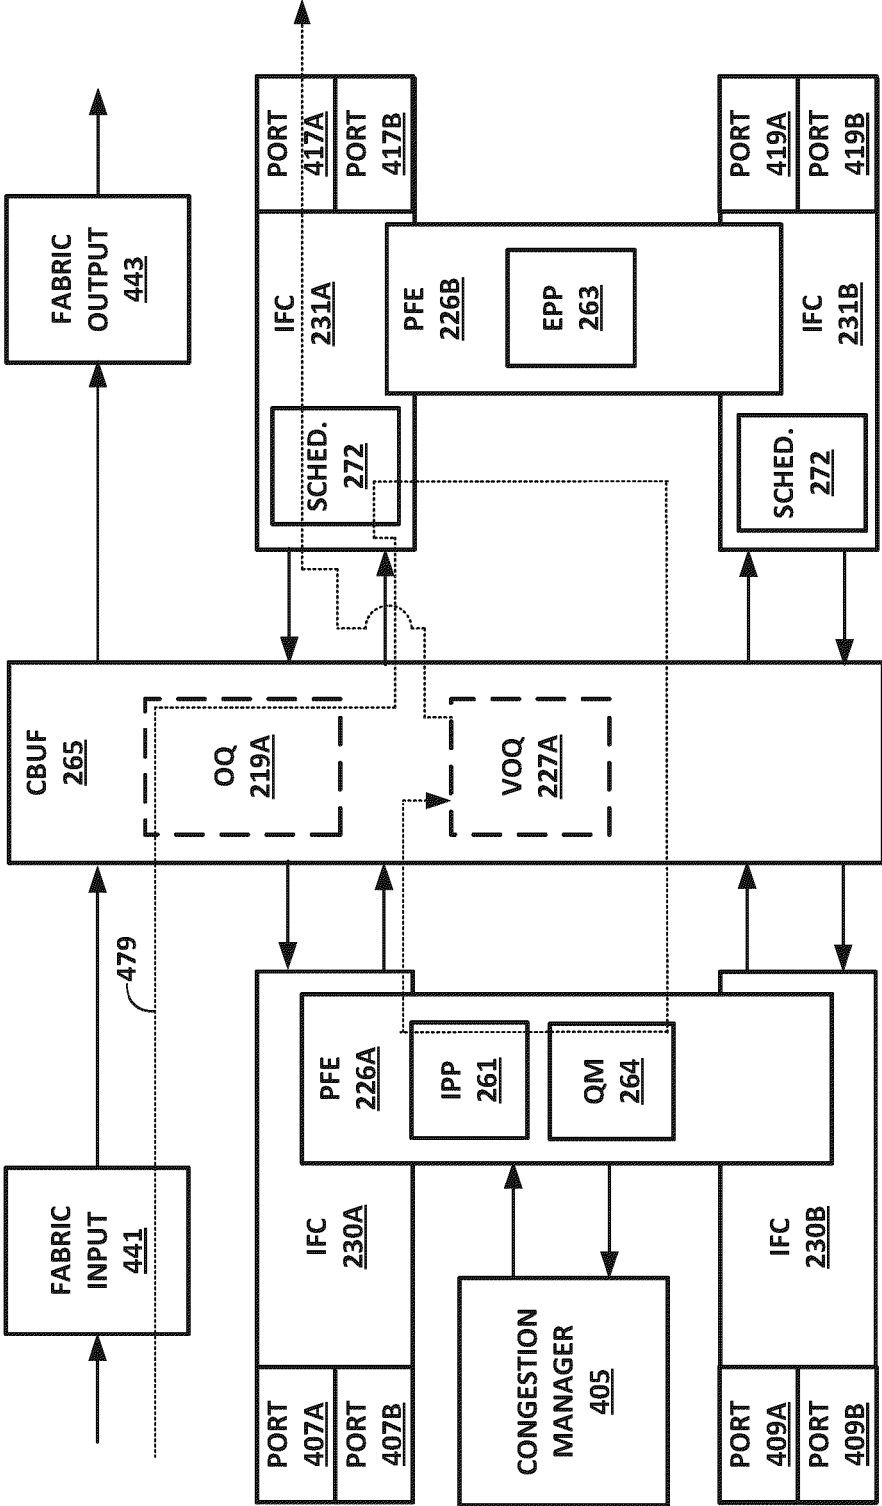 FABRIC
INPUT
441
FABRIC
OUTPUT
443
479
CBUF
265
OQ
219A
VOQ
227A
PORT
407A
PORT
407B
IFC
230A
PFE
226A
IPP
261
QM
264
CONGESTION
MANAGER
405
PORT
409A
PORT
409B
IFC
230B
SCHED.
272
IFC
231A
PORT
417A
PORT
417B
PFE
226B
EPP
263
SCHED.
272
IFC
231B
PORT
419A
PORT
419B